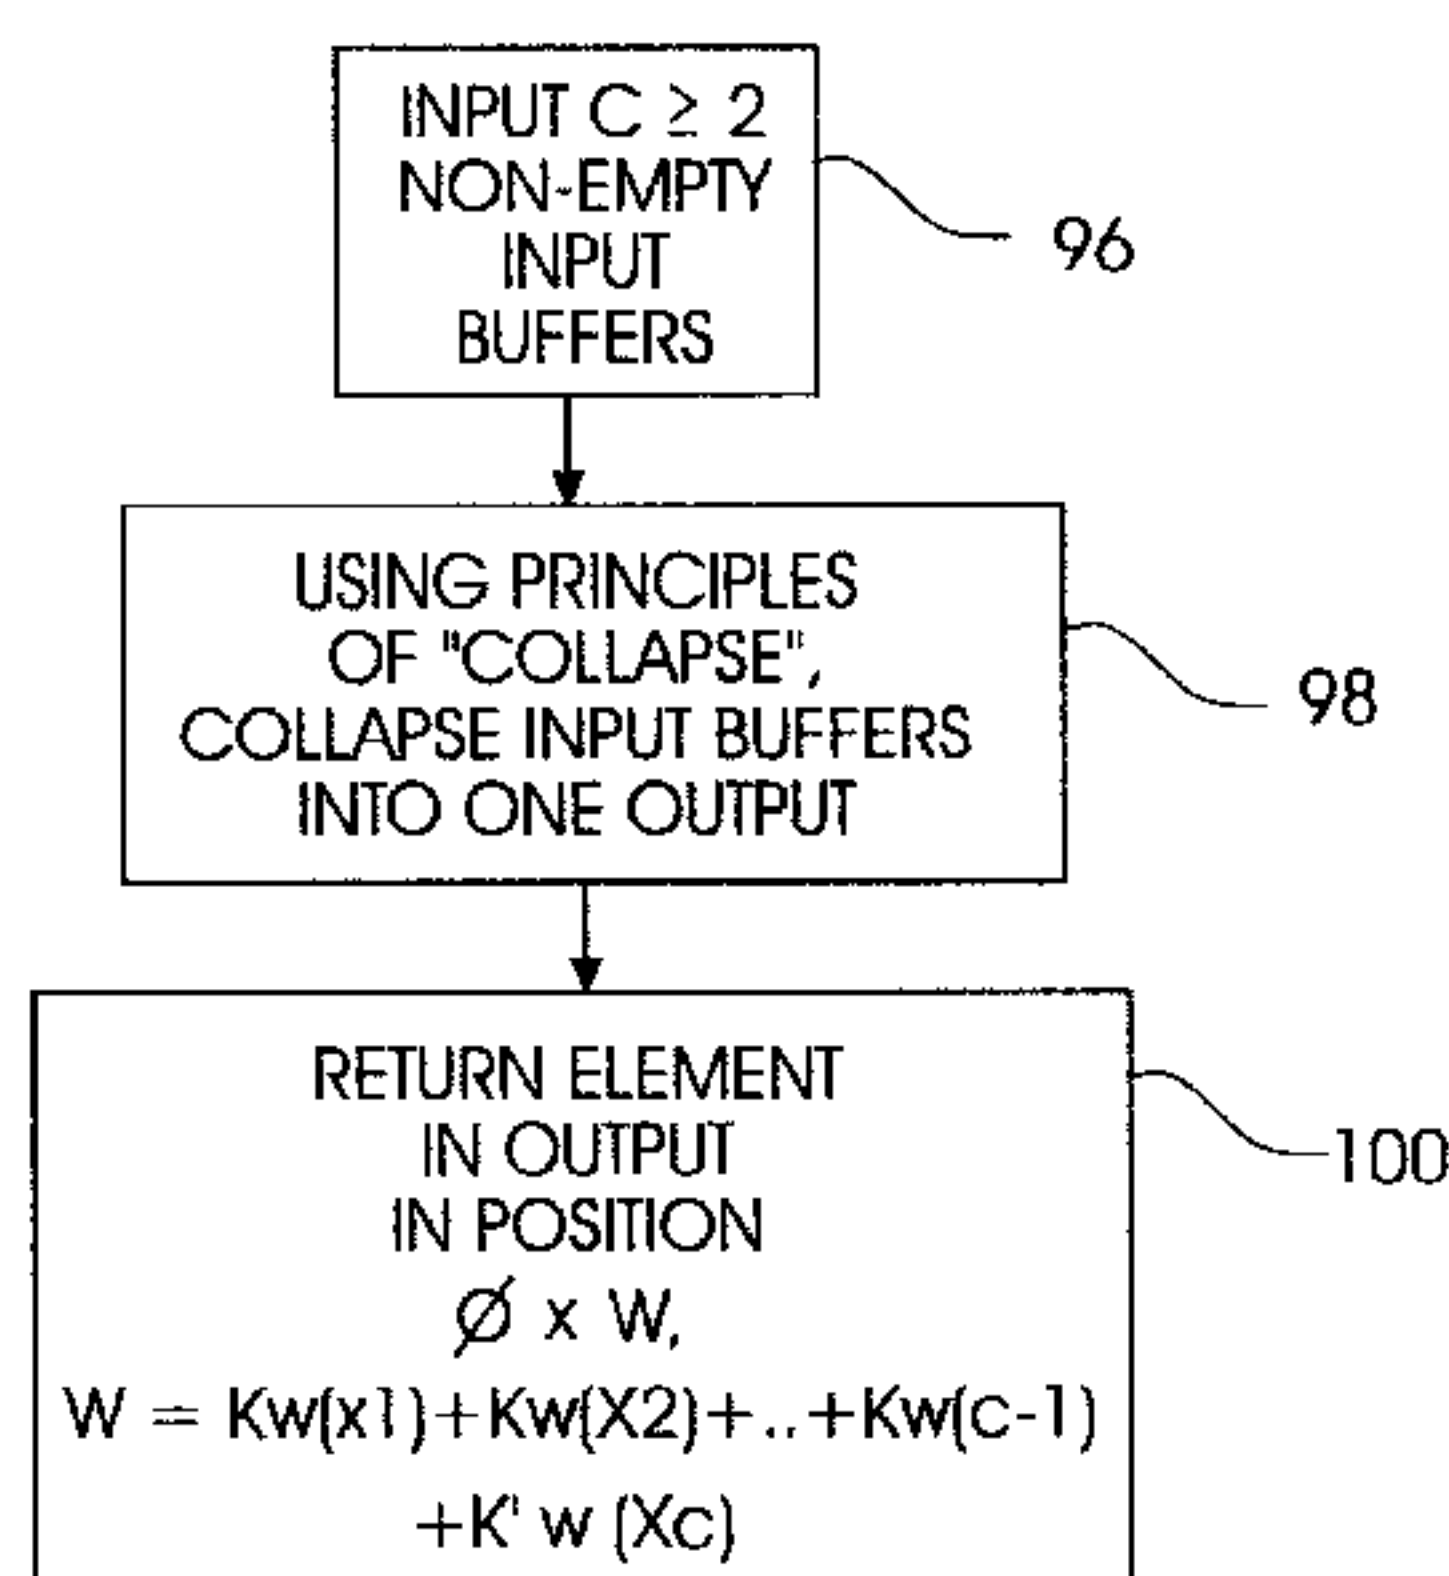 INPUT C ≥ 2
NON-EMPTY
INPUT
BUFFERS
96
USING PRINCIPLES
OF "COLLAPSE",
COLLAPSE INPUT BUFFERS
INTO ONE OUTPUT
98
RETURN ELEMENT
IN OUTPUT
IN POSITION
Ø x W,
W = Kw(x1)+Kw(X2)+..+Kw(c-1)
+K' w (Xc)
100